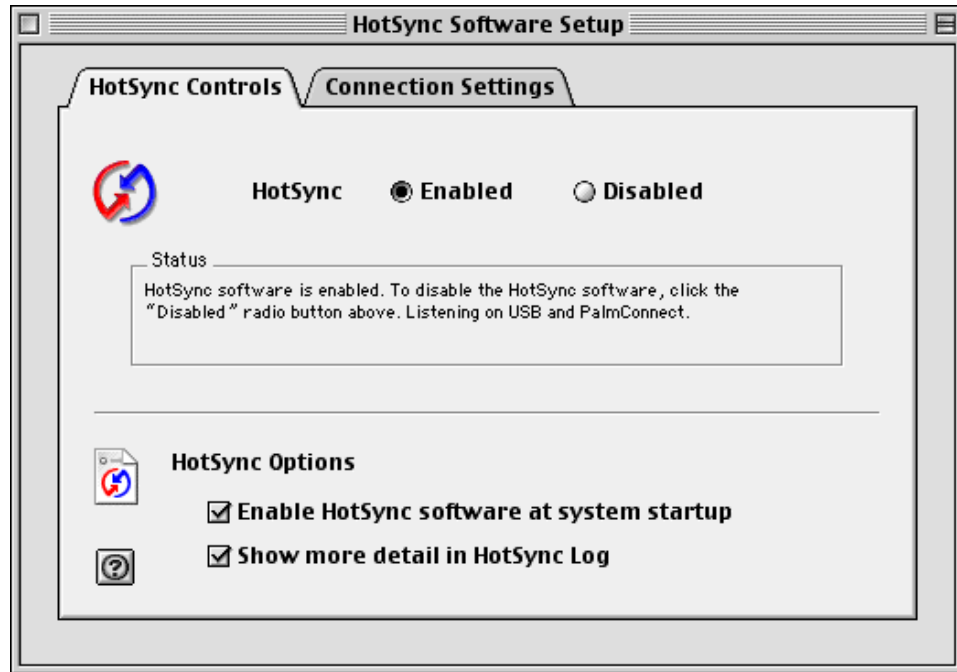 HotSync Software Setup
HotSync Controls
Connection Settings
HotSync
Enabled
Disabled
Status
HotSync software is enabled. To disable the HotSync software, click the
"Disabled" radio button above. Listening on USB and PalmConnect.
HotSync Options
Enable HotSync software at system startup
Show more detail in HotSync Log
?